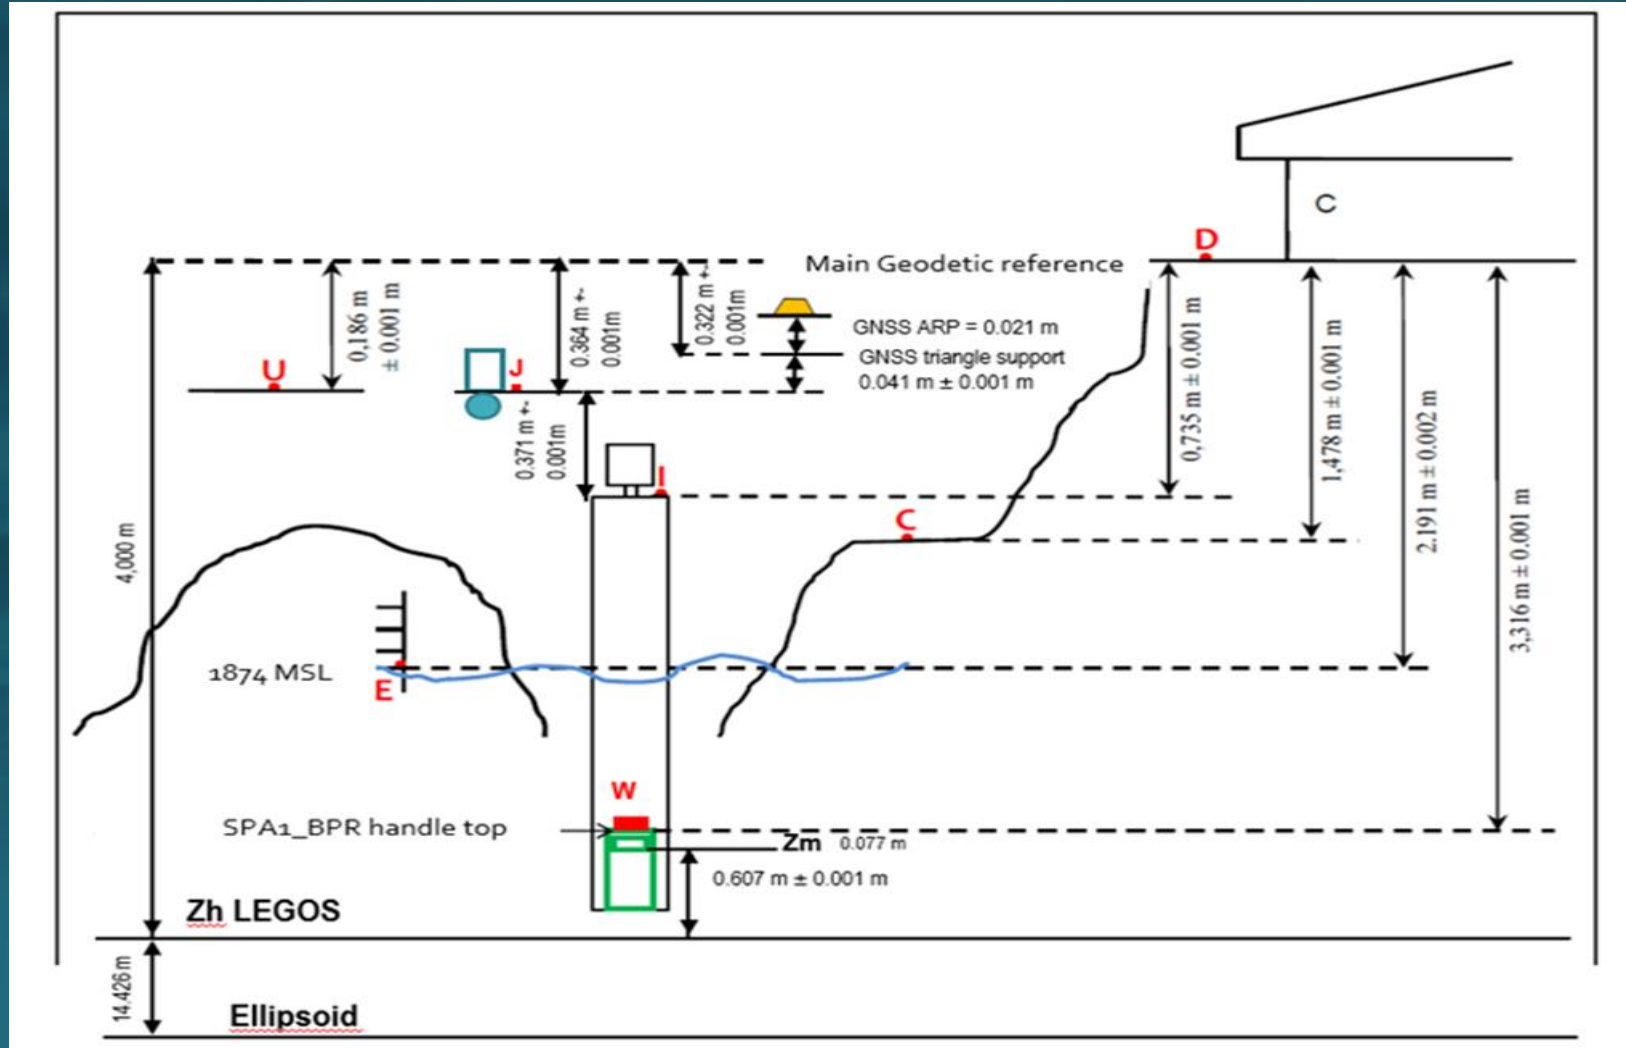 C
D
Main Geodetic reference
0,186 m
± 0.001 m
0.364 m +-
0.001m
0.322 m +-
0.001m
GNSS ARP = 0.021 m
GNSS triangle support
0.041 m ± 0.001 m
U
J
0.371 m +-
0.001m
I
0,735 m ± 0.001 m
1,478 m ± 0.001 m
2.191 m ± 0.002 m
3,316 m ± 0.001 m
C
4,000 m
1874 MSL
E
W
SPA1_BPR handle top
Zm 0.077 m
0.607 m ± 0.001 m
Zh LEGOS
14.426 m
Ellipsoid